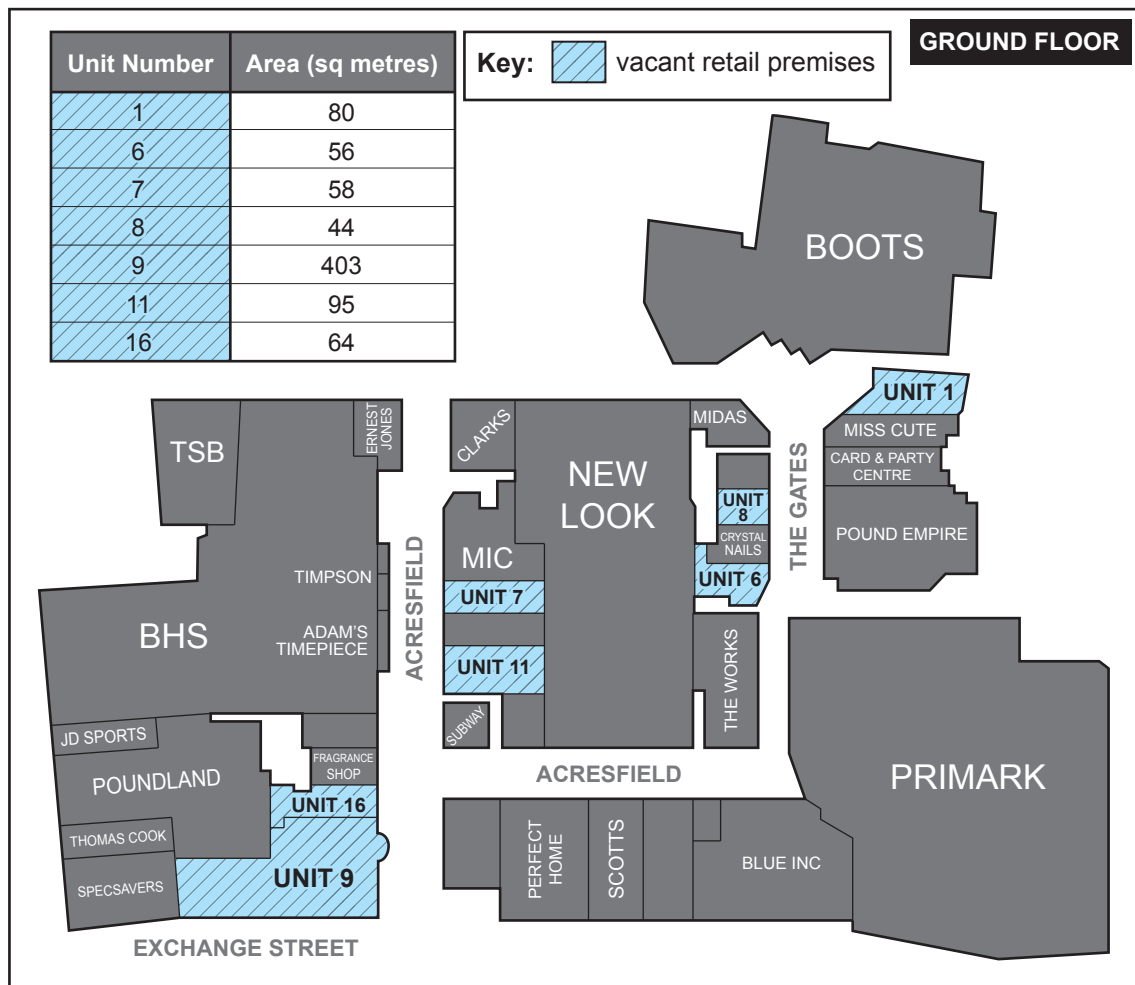 GROUND FLOOR
Unit Number Area (sq metres)
1 80
6 56
7 58
8 44
9 403
11 95
16 64
Key: vacant retail premises
BOOTS
UNIT 1
MISS CUTE
CARD & PARTY
CENTRE
POUND EMPIRE
THE GATES
MIDAS
UNIT
8
CRYSTAL
NAILS
UNIT 6
THE WORKS
NEW
LOOK
CLARKS
MIC
UNIT 7
UNIT 11
SUBWAY
ACRESFIELD
TSB
ERNEST
JONES
TIMPSON
ADAM'S
TIMEPIECE
BHS
JD SPORTS
POUNDLAND
FRAGRANCE
SHOP
UNIT 16
THOMAS COOK
SPECSAVERS
UNIT 9
EXCHANGE STREET
ACRESFIELD
PERFECT
HOME
SCOTTS
BLUE INC
PRIMARK